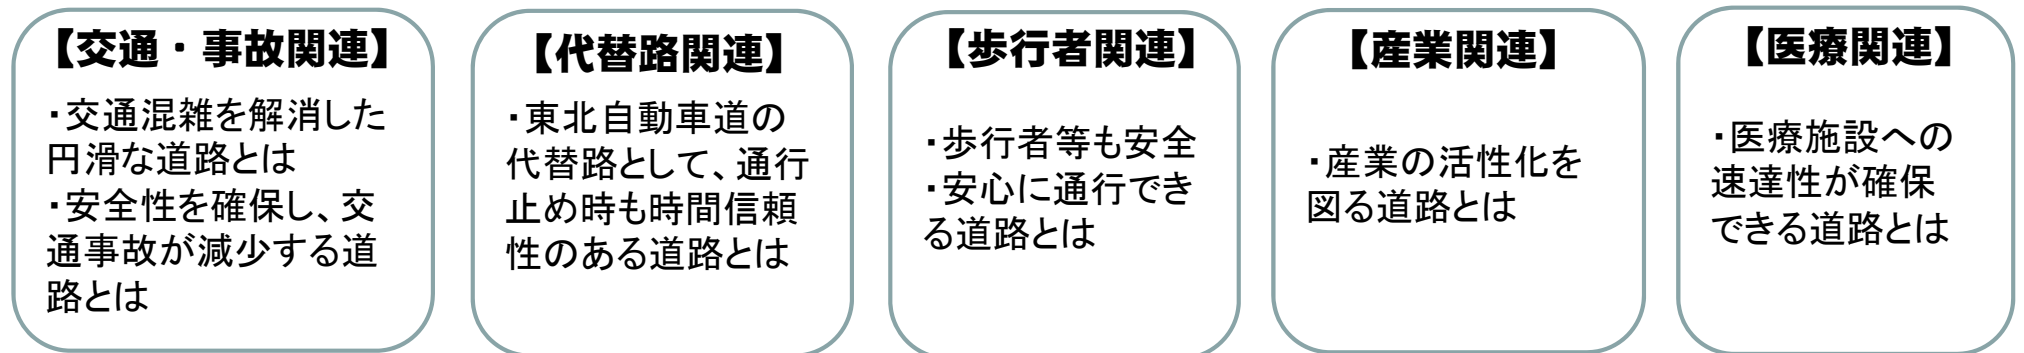 【交通・事故関連】
・交通混雑を解消した
円滑な道路とは
・安全性を確保し、交
通事故が減少する道
路とは
【代替路関連】
・東北自動車道の
代替路として、通行
止め時も時間信頼
性のある道路とは
【歩行者関連】
・歩行者等も安全
・安心に通行でき
る道路とは
【産業関連】
・産業の活性化を
図る道路とは
【医療関連】
・医療施設への
速達性が確保
できる道路とは